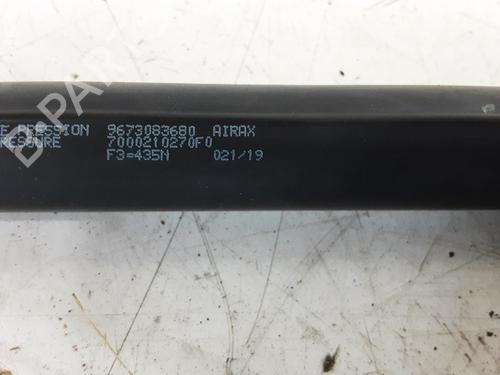 E PRESSION 9673083680 AIRAX
RESSURE 7000210270F0
F3=435N 021/19